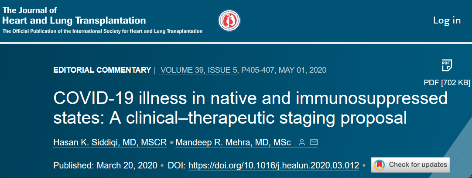 The Journal of
Heart and Lung Transplantation
The Official Publication of the International Society for Heart and Lung Transplantation
Log in
EDITORIAL COMMENTARY | VOLUME 39, ISSUE 5, P405-407, MAY 01, 2020
PDF [702 KB]
COVID-19 illness in native and immunosuppressed
states: A clinical–therapeutic staging proposal
Hasan K. Siddiqi, MD, MSCR • Mandeep R. Mehra, MD, MSc
Published: March 20, 2020 • DOI: https://doi.org/10.1016/j.healun.2020.03.012 • Check for updates